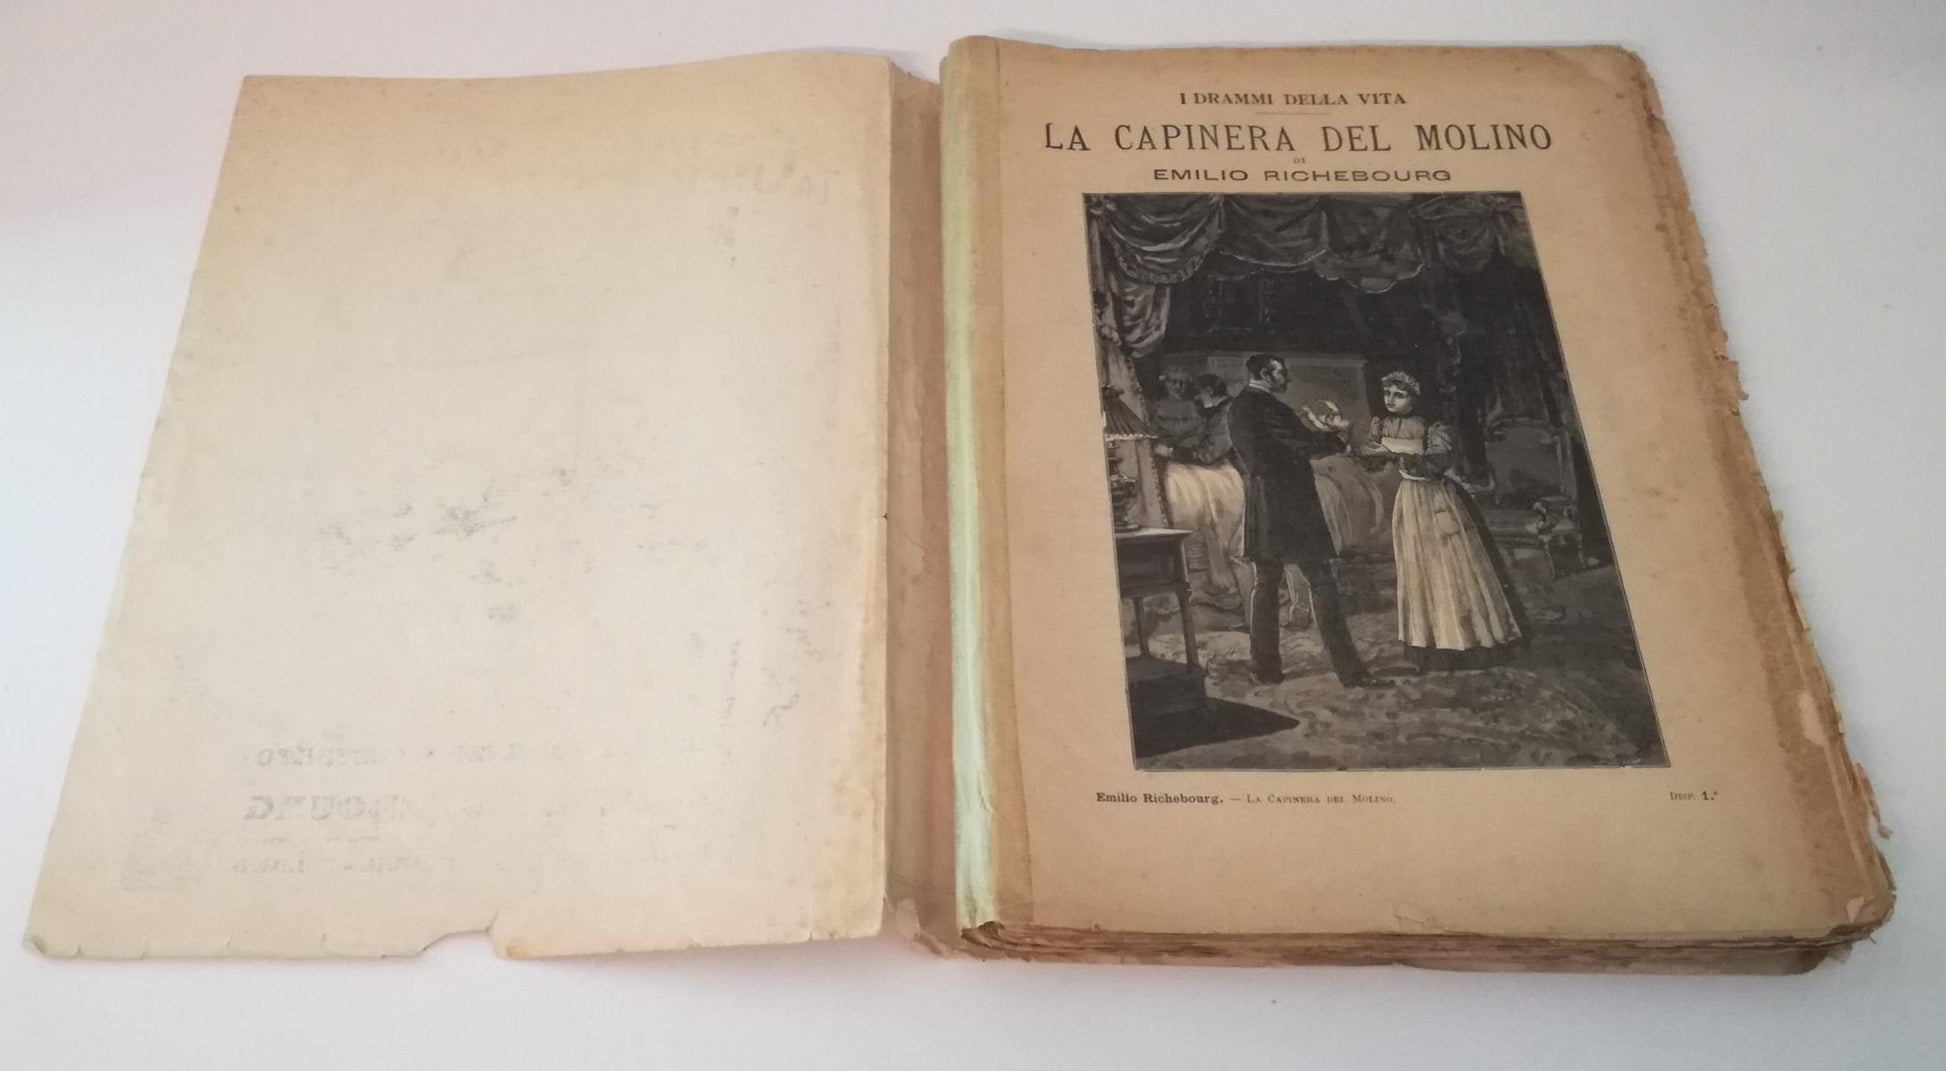 I DRAMMI DELLA VITA
LA CAPINERA DEL MOLINO
DI
EMILIO RICHEBOURG
Emilio Richebourg. — La Capinera del Molino.
Disp. 1.ª